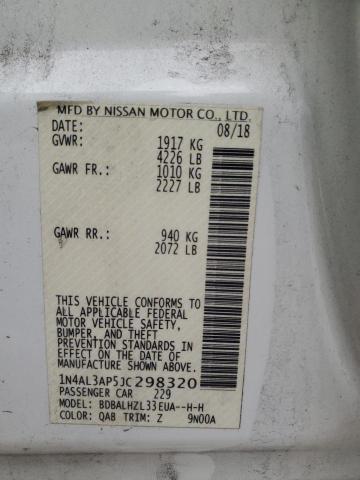 MFD BY NISSAN MOTOR CO., LTD.
DATE: 08/18
GVWR: 1917 KG
4226 LB
GAWR FR.: 1010 KG
2227 LB
GAWR RR.: 940 KG
2072 LB
THIS VEHICLE CONFORMS TO
ALL APPLICABLE FEDERAL
MOTOR VEHICLE SAFETY,
BUMPER, AND THEFT
PREVENTION STANDARDS
IN EFFECT ON THE DATE OF
MANUFACTURE SHOWN ABOVE.
1N4AL3AP5JC298320
PASSENGER CAR 229
MODEL: BDBALHZL33EUA--H-H
COLOR: QAB TRIM: Z 9N00A